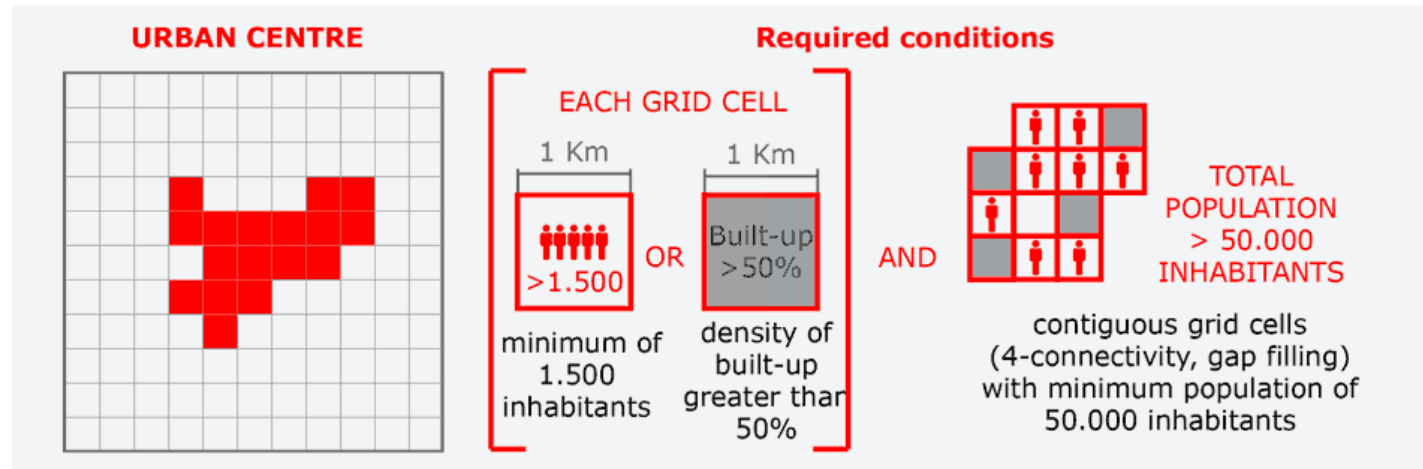 URBAN CENTRE
Required conditions
EACH GRID CELL
1 Km
1 Km
>1.500
OR
Built-up
>50%
AND
TOTAL
POPULATION
> 50.000
INHABITANTS
minimum of
1.500
inhabitants
density of
built-up
greater than
50%
contiguous grid cells
(4-connectivity, gap filling)
with minimum population of
50.000 inhabitants